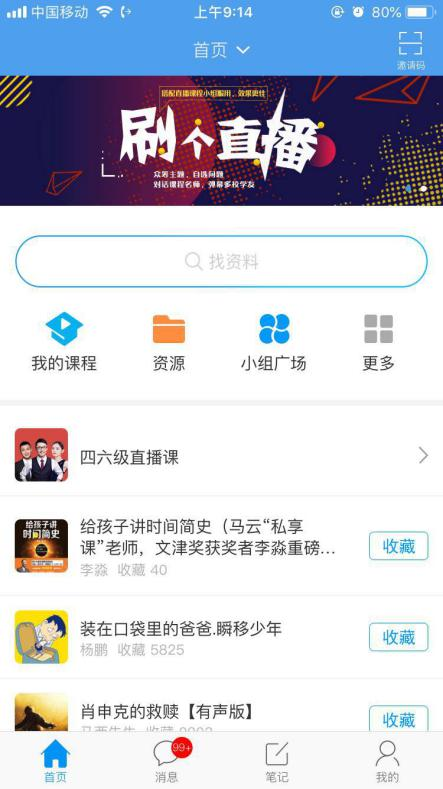 中国移动
上午9:14
80%
首页
邀请码
搭配直播课程小组服用，效果更佳
刷个直播
众筹主题，自选问题
对话课程名师，弹幕多校学友
找资料
我的课程
资源
小组广场
更多
四六级直播课
给孩子讲
时间简史
给孩子讲时间简史（马云“私享
课”老师，文津奖获奖者李淼重磅...
李淼 收藏 40
收藏
装在口袋里的爸爸.瞬移少年
杨鹏 收藏 5825
收藏
肖申克的救赎【有声版】
收藏
99+
首页
消息
笔记
我的